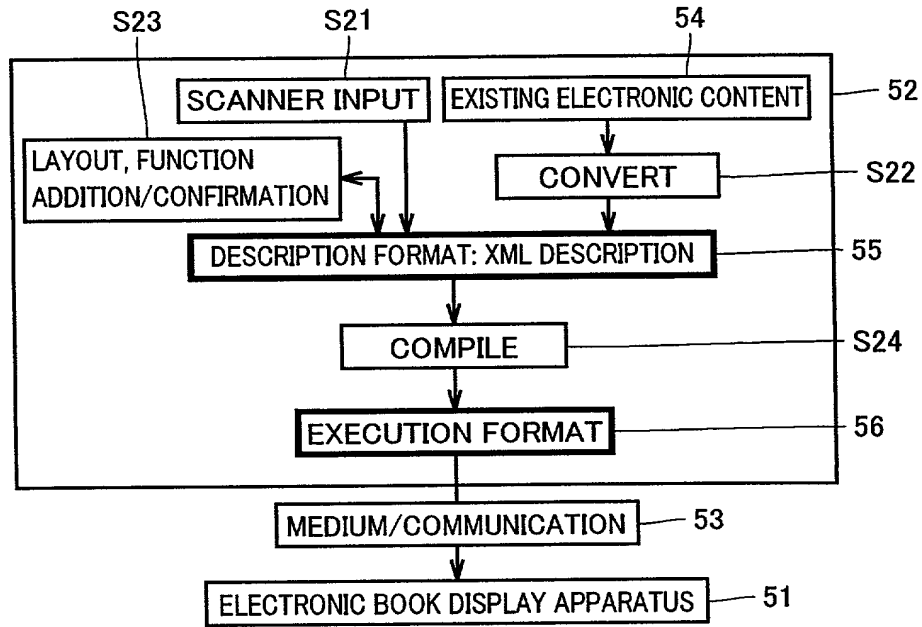 S23
S21
54
SCANNER INPUT
EXISTING ELECTRONIC CONTENT
52
LAYOUT, FUNCTION
ADDITION/CONFIRMATION
CONVERT
S22
DESCRIPTION FORMAT: XML DESCRIPTION
55
COMPILE
S24
EXECUTION FORMAT
56
MEDIUM/COMMUNICATION
53
ELECTRONIC BOOK DISPLAY APPARATUS
51